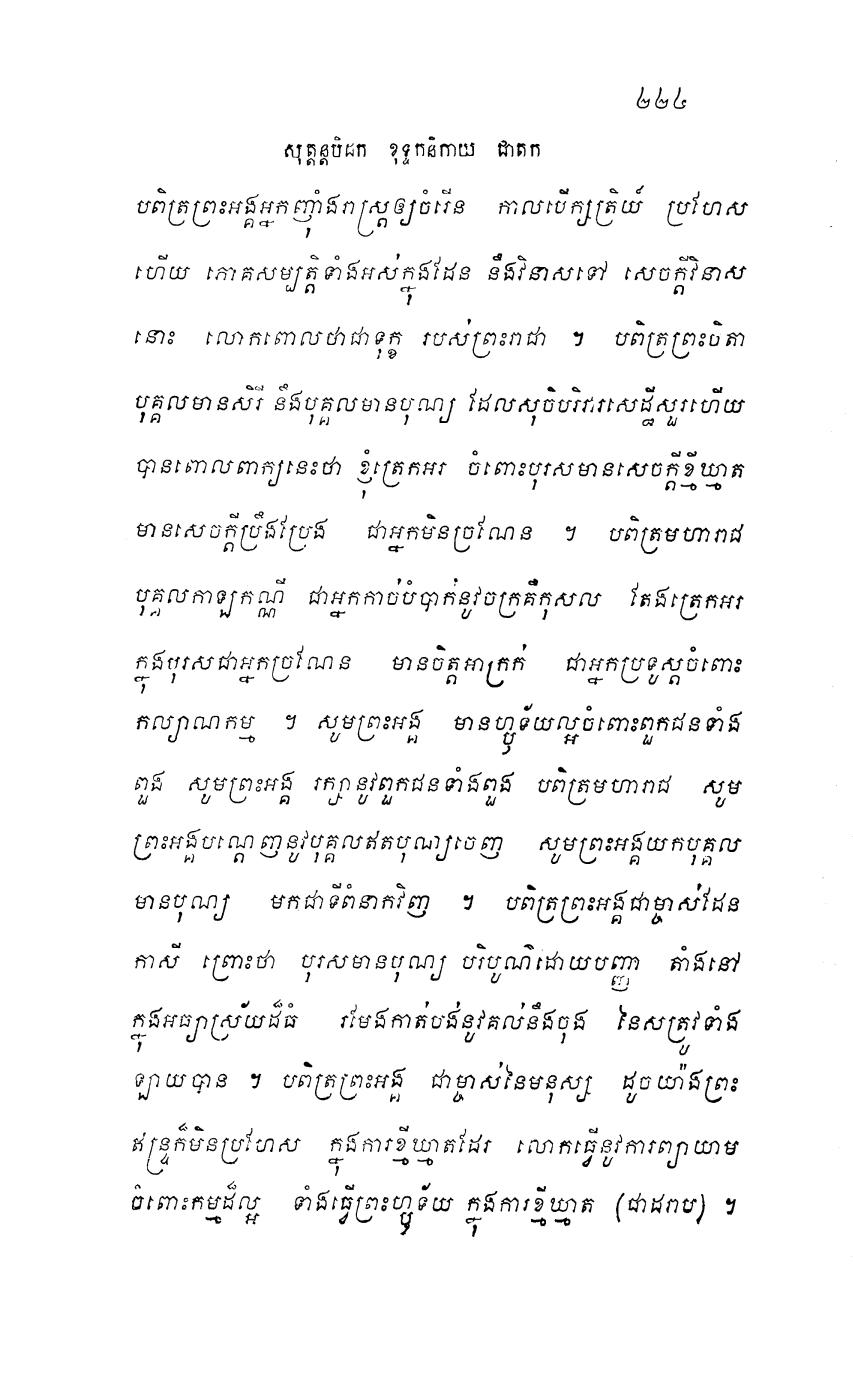 ២២៤
សុត្តន្តបិដក ខុទ្ទកនិកាយ ជាតក
បពិត្រព្រះអង្គអ្នកញ៉ាំងរាស្ត្រឲ្យចំរើន កាលបើក្សត្រិយ៍ ប្រហែស
ហើយ ភោគសម្បត្តិទាំងអស់ក្នុងដែន នឹងវិនាសទៅ សេចក្តីវិនាស
នោះ លោកពោលថាជាទុក្ខ របស់ព្រះរាជា ។ បពិត្រព្រះបិតា
បុគ្គលមានសិរី នឹងបុគ្គលមានបុណ្យ ដែលសុចិបរិវារសេដ្ឋីសួរហើយ
បានពោលពាក្យនេះថា ខ្ញុំត្រេកអរ ចំពោះបុរសមានសេចក្តីខ្មីឃ្មាត
មានសេចក្តីប្រឹងប្រែង ជាអ្នកមិនច្រណែន ។ បពិត្រមហារាជ
បុគ្គលកាឡកណ្ណី ជាអ្នកកាច់បំបាក់នូវចក្រគឺកុសល តែងត្រេកអរ
ក្នុងបុរសជាអ្នកច្រណែន មានចិត្តអាក្រក់ ជាអ្នកប្រទូស្តចំពោះ
កល្យាណកម្ម ។ សូមព្រះអង្គ មានហ្ឫទ័យល្អចំពោះពួកជនទាំង
ពួង សូមព្រះអង្គ រក្សានូវពួកជនទាំងពួង បពិត្រមហារាជ សូម
ព្រះអង្គបណ្តេញនូវបុគ្គលឥតបុណ្យចេញ សូមព្រះអង្គយកបុគ្គល
មានបុណ្យ មកជាទីពំនាកវិញ ។ បពិត្រព្រះអង្គជាម្ចាស់ដែន
កាសី ព្រោះថា បុរសមានបុណ្យ បរិបូណ៌ដោយបញ្ញា តាំងនៅ
ក្នុងអធ្យាស្រ័យដ៏ធំ រមែងកាត់បង់នូវគល់នឹងចុង នៃសត្រូវទាំង
ឡាយបាន ។ បពិត្រព្រះអង្គ ជាម្ចាស់នៃមនុស្ស ដូចយ៉ាងព្រះ
ឥន្ទ្រក៏មិនប្រហែស ក្នុងការខ្មីឃ្មាតដែរ លោកធ្វើនូវការព្យាយាម
ចំពោះកម្មដ៏ល្អ ទាំងធ្វើព្រះហ្ឫទ័យ ក្នុងការខ្មីឃ្មាត (ជាដរាប) ។